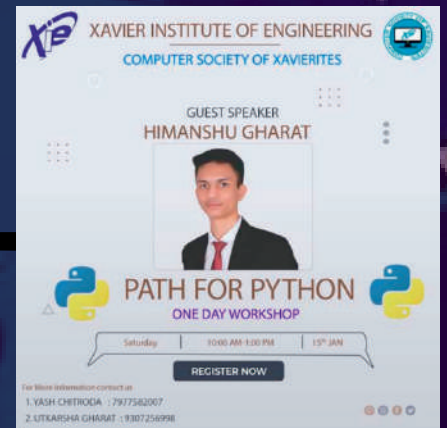 Xie
XAVIER INSTITUTE OF ENGINEERING
COMPUTER SOCIETY OF XAVIERITES
GUEST SPEAKER
HIMANSHU GHARAT
PATH FOR PYTHON
ONE DAY WORKSHOP
Saturday | 10:00 AM-1:00 PM | 15th JAN
REGISTER NOW
For More Information contact us
1. YASH CHITRODA : 7977582007
2. UTKARSHA GHARAT : 9307256998